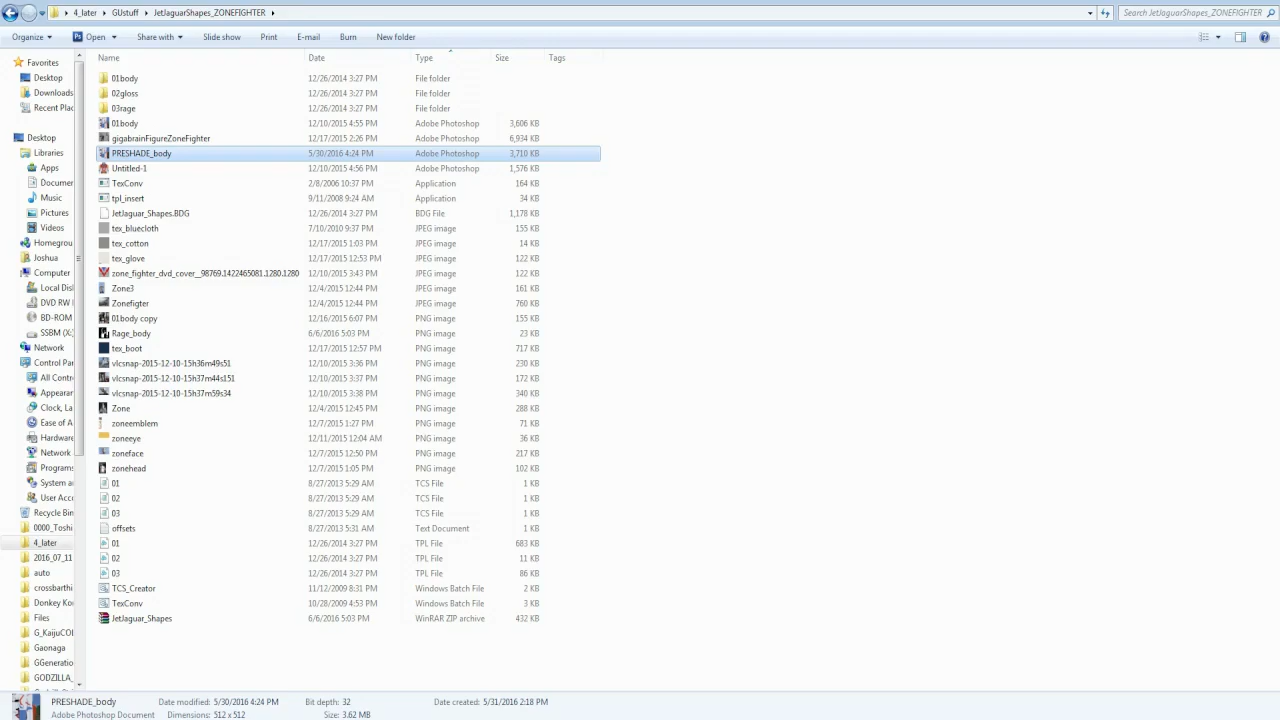 4_later ▸ GUstuff ▸ JetJaguarShapes_ZONEFIGHTER ▸
Search JetJaguarShapes_ZONEFIGHTER
Organize Open Share with Slide show Print E-mail Burn New folder
Name Date Type Size Tags
Favorites
Desktop
Downloads
Recent Plac
Desktop
Libraries
Apps
Documen
Music
Pictures
Videos
Homegrou
Joshua
Computer
Local Dis
DVD RW
BD-ROM
SSBM (X:
Network
Control Par
All Contr
Appearar
Clock, La
Ease of A
Hardware
Network
Programs
System ar
User Acco
Recycle Bin
0000_Toshi
4_later
2016_07_11
auto
crossbarthi
Donkey Kor
Files
G_KaijuCOL
Gaonaga
GGeneratio
GODZILLA_
01body 12/26/2014 3:27 PM File folder
02gloss 12/26/2014 3:27 PM File folder
03rage 12/26/2014 3:27 PM File folder
01body 12/10/2015 4:55 PM Adobe Photoshop 3,606 KB
gigabrainFigureZoneFighter 12/17/2015 2:26 PM Adobe Photoshop 6,934 KB
PRESHADE_body 5/30/2016 4:24 PM Adobe Photoshop 3,710 KB
Untitled-1 12/10/2015 4:56 PM Adobe Photoshop 1,576 KB
TexConv 2/8/2006 10:37 PM Application 164 KB
tpl_insert 9/11/2008 9:24 AM Application 34 KB
JetJaguar_Shapes.BDG 12/26/2014 3:27 PM BDG File 1,178 KB
tex_bluecloth 7/10/2010 9:37 PM JPEG image 155 KB
tex_cotton 12/17/2015 1:03 PM JPEG image 14 KB
tex_glove 12/17/2015 12:53 PM JPEG image 122 KB
zone_fighter_dvd_cover__98769.1422465081.1280.1280 12/10/2015 3:43 PM JPEG image 122 KB
Zone3 12/4/2015 12:44 PM JPEG image 161 KB
Zonefigter 12/4/2015 12:44 PM JPEG image 760 KB
01body copy 12/16/2015 6:07 PM PNG image 155 KB
Rage_body 6/6/2016 5:03 PM PNG image 23 KB
tex_boot 12/17/2015 12:57 PM PNG image 717 KB
vlcsnap-2015-12-10-15h36m49s51 12/10/2015 3:36 PM PNG image 230 KB
vlcsnap-2015-12-10-15h37m44s151 12/10/2015 3:37 PM PNG image 172 KB
vlcsnap-2015-12-10-15h37m59s34 12/10/2015 3:38 PM PNG image 340 KB
Zone 12/4/2015 12:45 PM PNG image 288 KB
zoneemblem 12/7/2015 1:27 PM PNG image 71 KB
zoneeye 12/11/2015 12:04 AM PNG image 36 KB
zoneface 12/7/2015 12:50 PM PNG image 217 KB
zonehead 12/7/2015 1:05 PM PNG image 102 KB
01 8/27/2013 5:29 AM TCS File 1 KB
02 8/27/2013 5:29 AM TCS File 1 KB
03 8/27/2013 5:29 AM TCS File 1 KB
offsets 8/27/2013 5:31 AM Text Document 1 KB
01 12/26/2014 3:27 PM TPL File 683 KB
02 12/26/2014 3:27 PM TPL File 11 KB
03 12/26/2014 3:27 PM TPL File 86 KB
TCS_Creator 11/12/2009 8:31 PM Windows Batch File 2 KB
TexConv 10/28/2009 4:53 PM Windows Batch File 3 KB
JetJaguar_Shapes 6/6/2016 5:03 PM WinRAR ZIP archive 432 KB
PRESHADE_body Date modified: 5/30/2016 4:24 PM Bit depth: 32 Date created: 5/31/2016 2:18 PM
Adobe Photoshop Document Dimensions: 512 x 512 Size: 3.62 MB